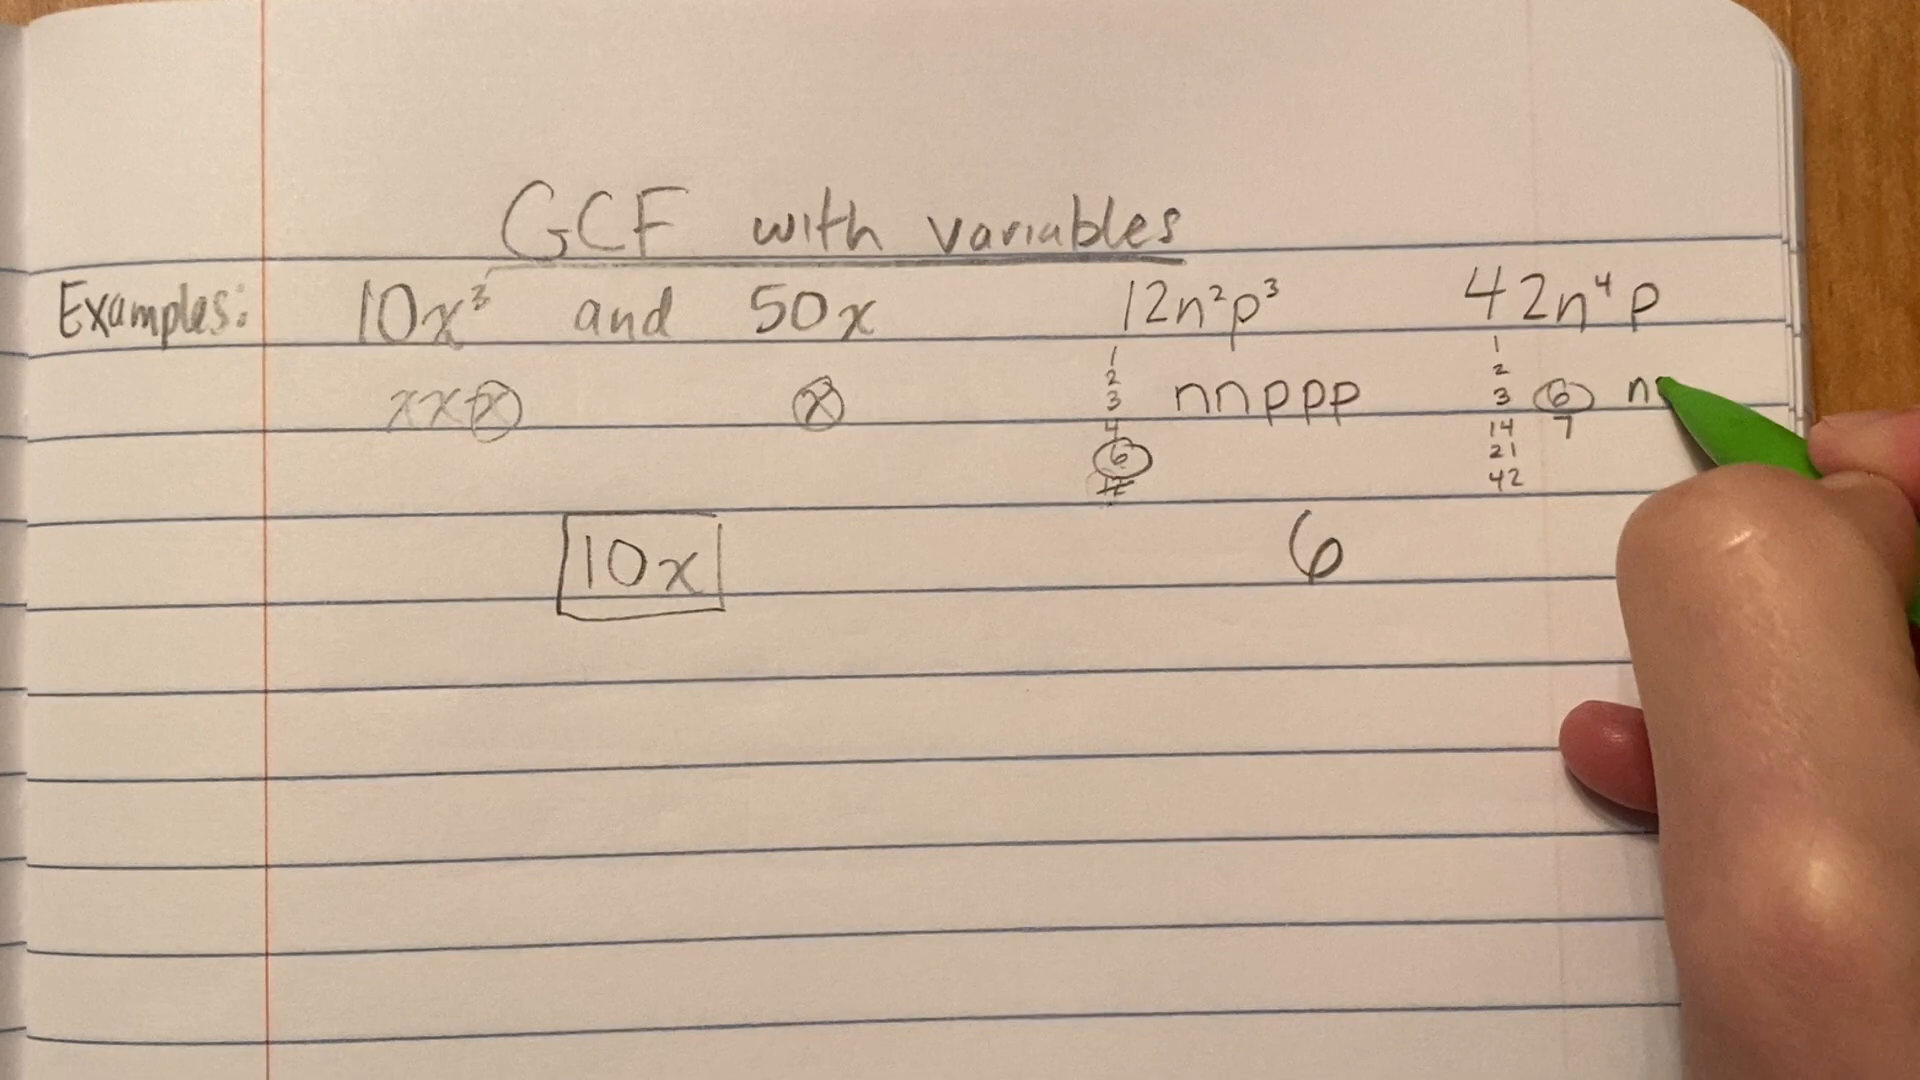 GCF with variables
Examples: 10x³ and 50x 12n²p³ 42n⁴p
1 1
2 2
xxx x 3 nnppp 3 6 nn
4 14 7
6 21
12 42
10x 6